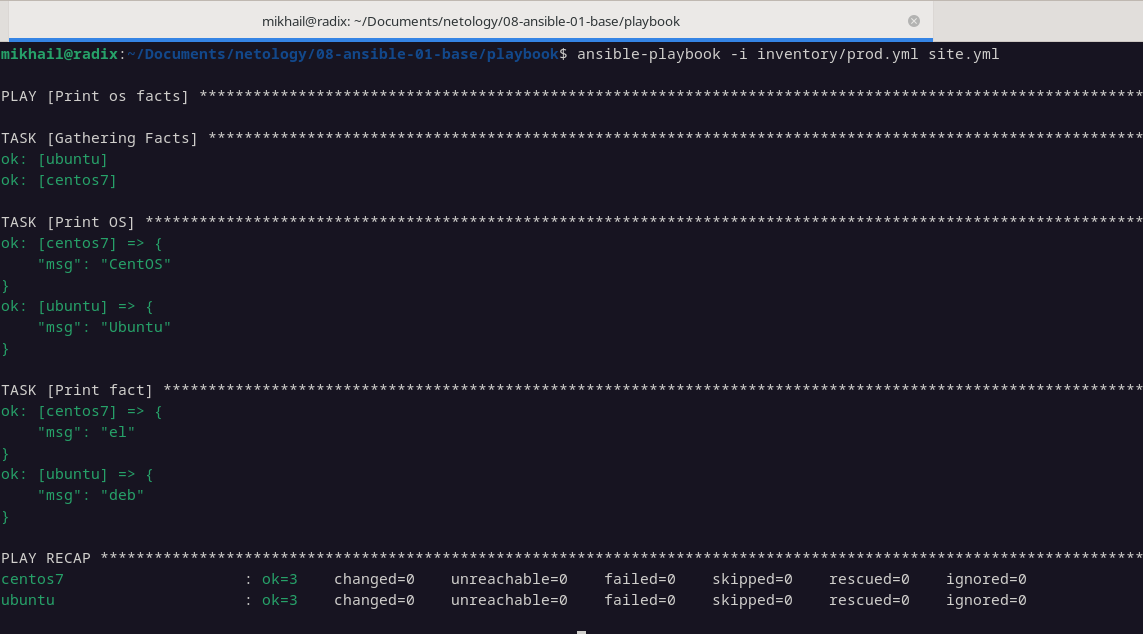 mikhail@radix: ~/Documents/netology/08-ansible-01-base/playbook
mikhail@radix:~/Documents/netology/08-ansible-01-base/playbook$ ansible-playbook -i inventory/prod.yml site.yml
PLAY [Print os facts] *********************************************************************************************************
TASK [Gathering Facts] ********************************************************************************************************
ok: [ubuntu]
ok: [centos7]
TASK [Print OS] ***************************************************************************************************************
ok: [centos7] => {
    "msg": "CentOS"
}
ok: [ubuntu] => {
    "msg": "Ubuntu"
}
TASK [Print fact] *************************************************************************************************************
ok: [centos7] => {
    "msg": "el"
}
ok: [ubuntu] => {
    "msg": "deb"
}
PLAY RECAP ********************************************************************************************************************
centos7                    : ok=3    changed=0    unreachable=0    failed=0    skipped=0    rescued=0    ignored=0
ubuntu                     : ok=3    changed=0    unreachable=0    failed=0    skipped=0    rescued=0    ignored=0